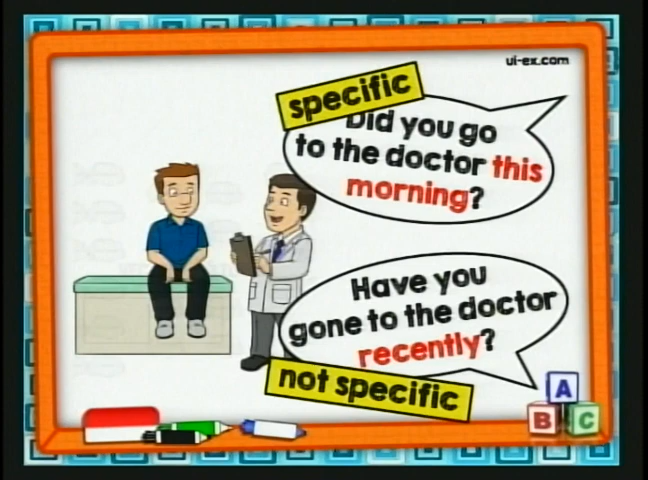 ui-ex.com
specific
Did you go
to the doctor this
morning?
Have you
gone to the doctor
recently?
not specific
A
B C